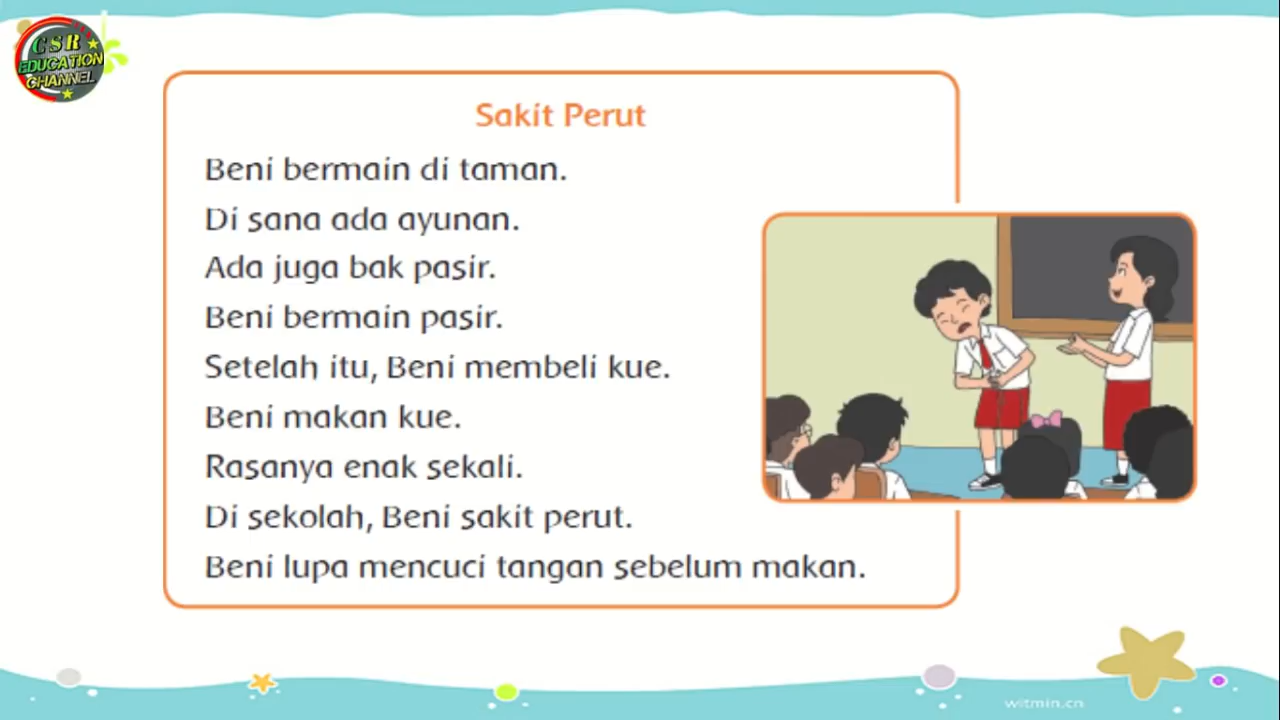 CSR
EDUCATION
CHANNEL
Sakit Perut
Beni bermain di taman.
Di sana ada ayunan.
Ada juga bak pasir.
Beni bermain pasir.
Setelah itu, Beni membeli kue.
Beni makan kue.
Rasanya enak sekali.
Di sekolah, Beni sakit perut.
Beni lupa mencuci tangan sebelum makan.
witmin.cn